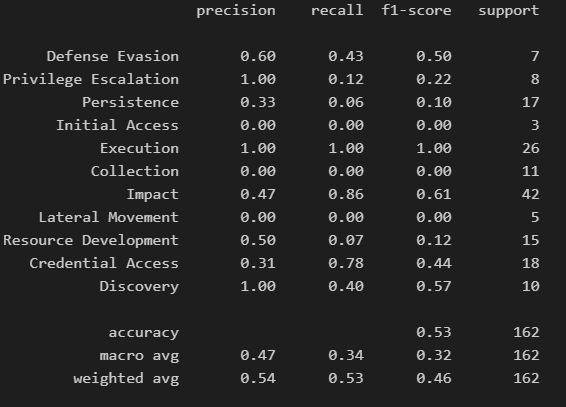 precision recall f1-score support
Defense Evasion 0.60 0.43 0.50 7
Privilege Escalation 1.00 0.12 0.22 8
Persistence 0.33 0.06 0.10 17
Initial Access 0.00 0.00 0.00 3
Execution 1.00 1.00 1.00 26
Collection 0.00 0.00 0.00 11
Impact 0.47 0.86 0.61 42
Lateral Movement 0.00 0.00 0.00 5
Resource Development 0.50 0.07 0.12 15
Credential Access 0.31 0.78 0.44 18
Discovery 1.00 0.40 0.57 10
accuracy 0.53 162
macro avg 0.47 0.34 0.32 162
weighted avg 0.54 0.53 0.46 162